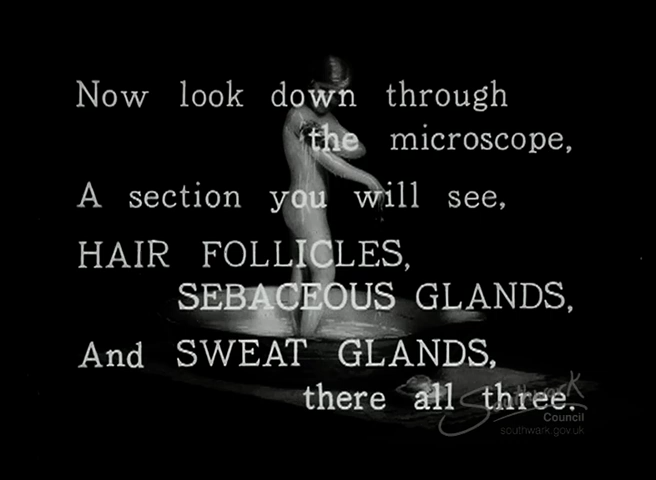 Now look down through
the microscope,
A section you will see,
HAIR FOLLICLES,
SEBACEOUS GLANDS,
And SWEAT GLANDS,
there all three.
Southwark
Council
southwark.gov.uk